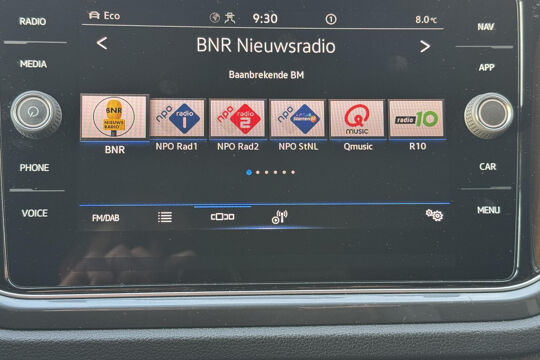 RADIO
Eco
9:30
8.0°C
NAV
BNR Nieuwsradio
MEDIA
Baanbrekende BM
APP
BNR
NIEUWS
RADIO
npo radio 1
npo radio 2
npo
SterrenNL
Q
MUSIC
radio 10
BNR
NPO Rad1
NPO Rad2
NPO StNL
Qmusic
R10
PHONE
CAR
VOICE
FM/DAB
MENU